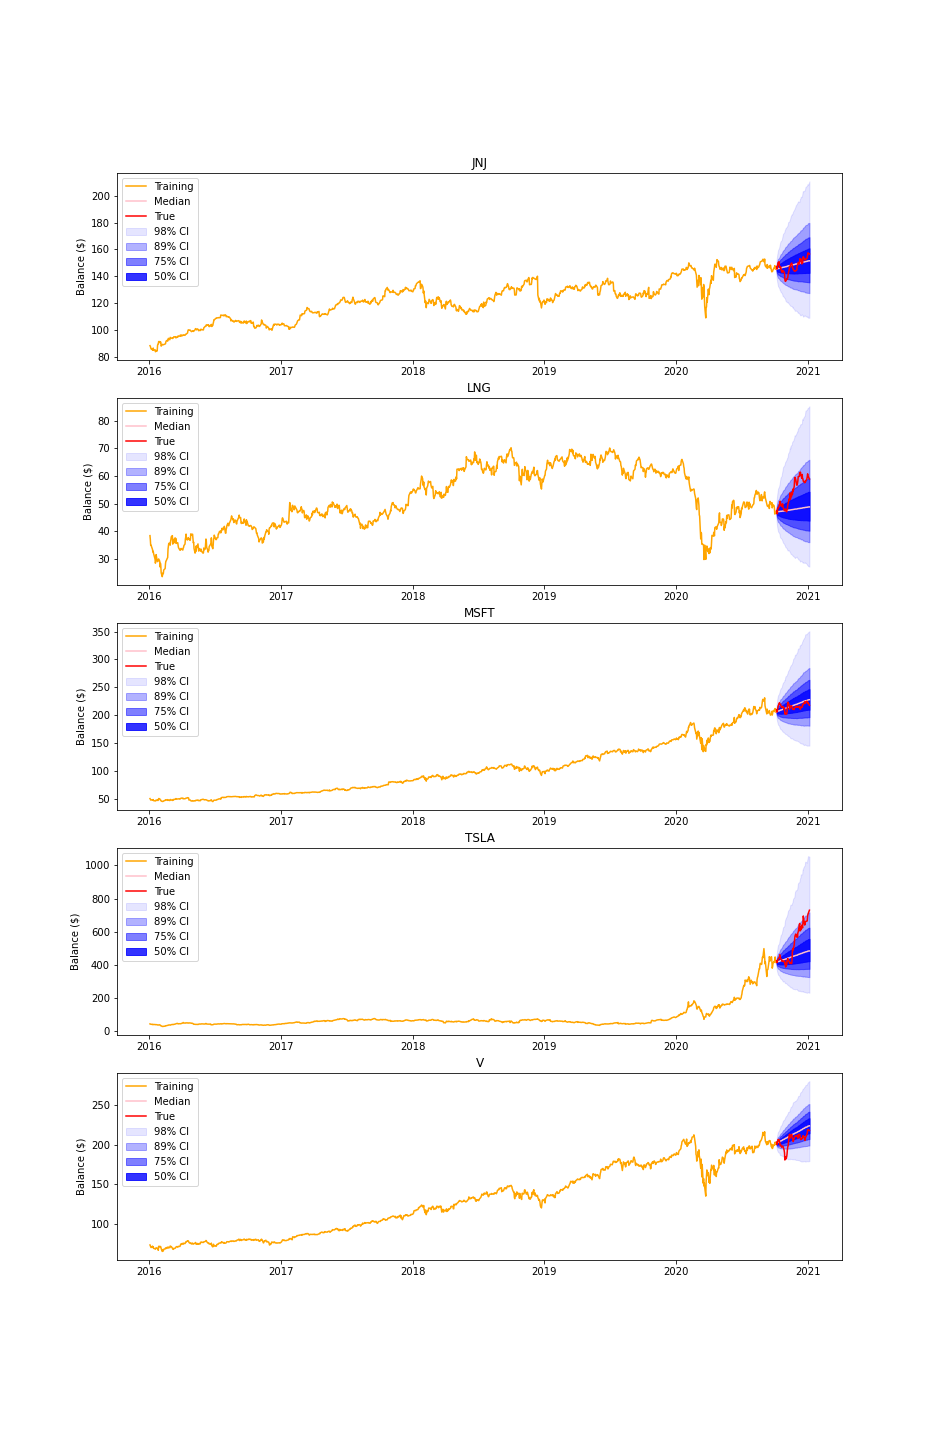 JNJ
200
180
160
140
120
100
80
Balance ($)
Training
Median
True
98% CI
89% CI
75% CI
50% CI
2016 2017 2018 2019 2020 2021
LNG
80
70
60
50
40
30
Balance ($)
Training
Median
True
98% CI
89% CI
75% CI
50% CI
2016 2017 2018 2019 2020 2021
MSFT
350
300
250
200
150
100
50
Balance ($)
Training
Median
True
98% CI
89% CI
75% CI
50% CI
2016 2017 2018 2019 2020 2021
TSLA
1000
800
600
400
200
0
Balance ($)
Training
Median
True
98% CI
89% CI
75% CI
50% CI
2016 2017 2018 2019 2020 2021
V
250
200
150
100
Balance ($)
Training
Median
True
98% CI
89% CI
75% CI
50% CI
2016 2017 2018 2019 2020 2021